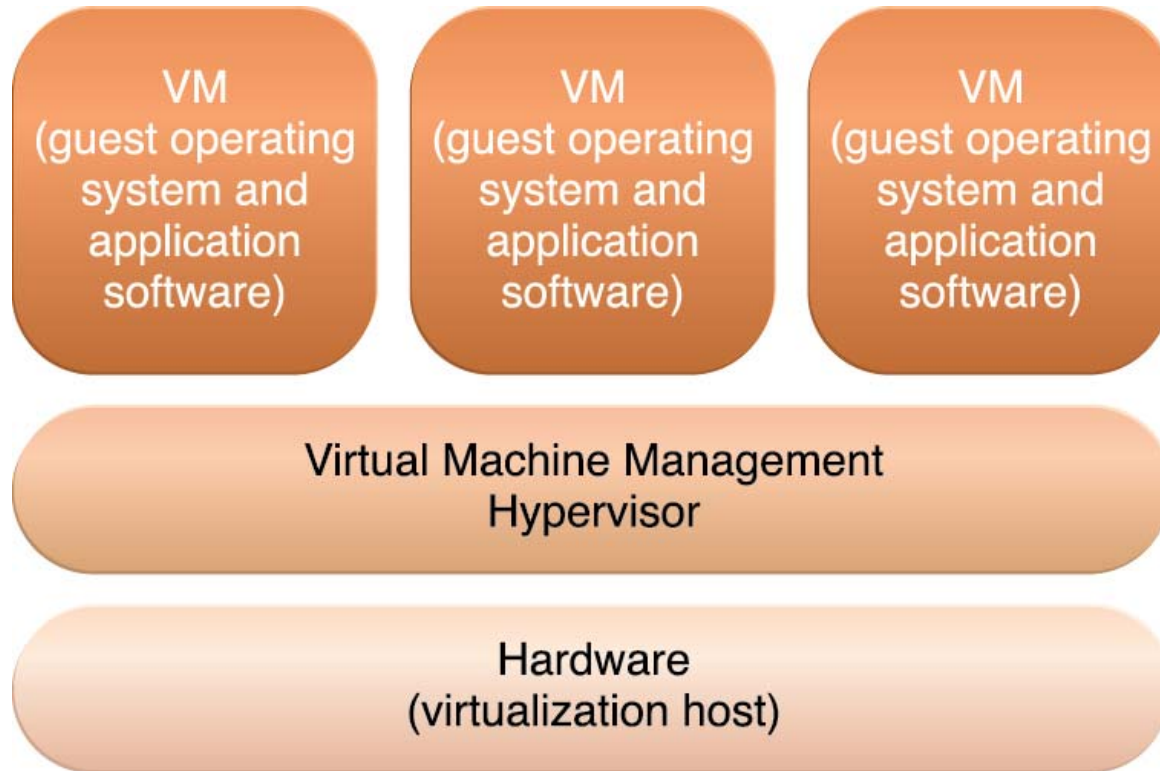 VM
(guest operating
system and
application
software)
VM
(guest operating
system and
application
software)
VM
(guest operating
system and
application
software)
Virtual Machine Management
Hypervisor
Hardware
(virtualization host)